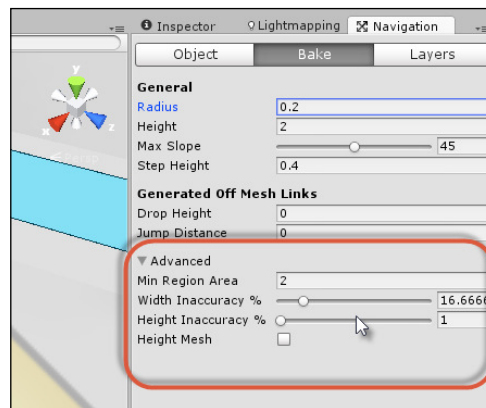 Inspector Lightmapping Navigation
Object Bake Layers
General
Radius 0.2
Height 2
Max Slope 45
Step Height 0.4
Generated Off Mesh Links
Drop Height 0
Jump Distance 0
Advanced
Min Region Area 2
Width Inaccuracy % 16.6666
Height Inaccuracy % 1
Height Mesh
y
x
z